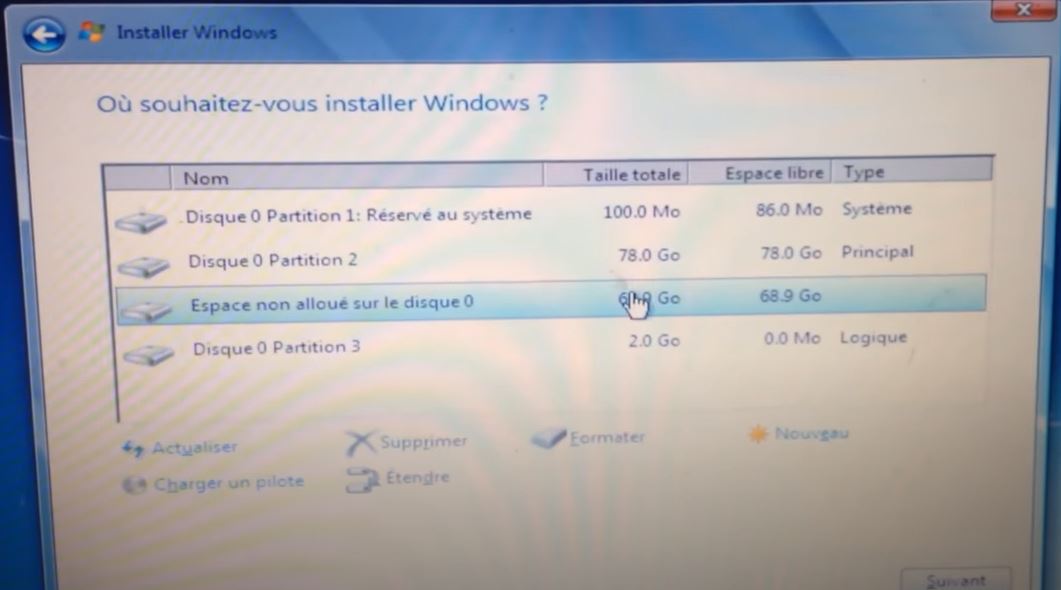 Installer Windows
Où souhaitez-vous installer Windows ?
Nom Taille totale Espace libre Type
Disque 0 Partition 1: Réservé au système 100.0 Mo 86.0 Mo Système
Disque 0 Partition 2 78.0 Go 78.0 Go Principal
Espace non alloué sur le disque 0 Go 68.9 Go
Disque 0 Partition 3 2.0 Go 0.0 Mo Logique
Actualiser Supprimer Formater Nouveau
Charger un pilote Étendre
Suivant